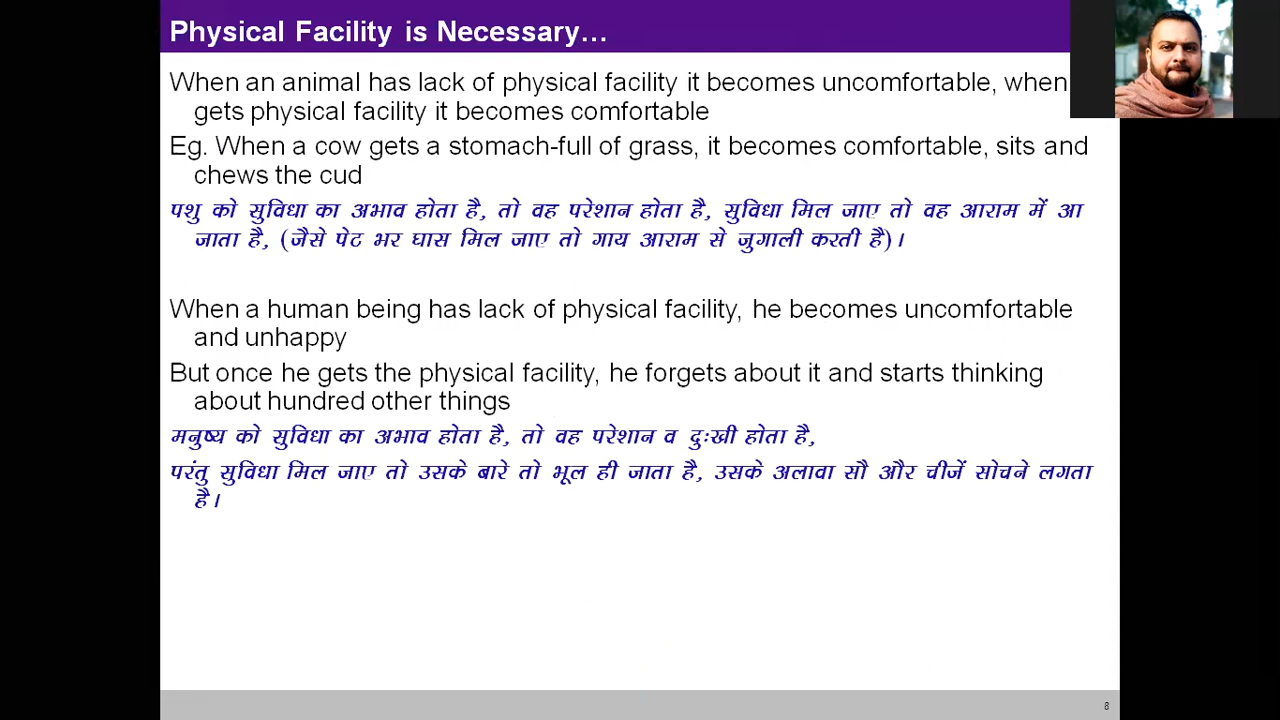 Physical Facility is Necessary…
When an animal has lack of physical facility it becomes uncomfortable, when
gets physical facility it becomes comfortable
Eg. When a cow gets a stomach-full of grass, it becomes comfortable, sits and
chews the cud
पशु को सुविधा का अभाव होता है, तो वह परेशान होता है, सुविधा मिल जाए तो वह आराम में आ
जाता है, (जैसे पेट भर घास मिल जाए तो गाय आराम से जुगाली करती है)।
When a human being has lack of physical facility, he becomes uncomfortable
and unhappy
But once he gets the physical facility, he forgets about it and starts thinking
about hundred other things
मनुष्य को सुविधा का अभाव होता है, तो वह परेशान व दुःखी होता है,
परंतु सुविधा मिल जाए तो उसके बारे तो भूल ही जाता है, उसके अलावा सौ और चीजें सोचने लगता
है।
8